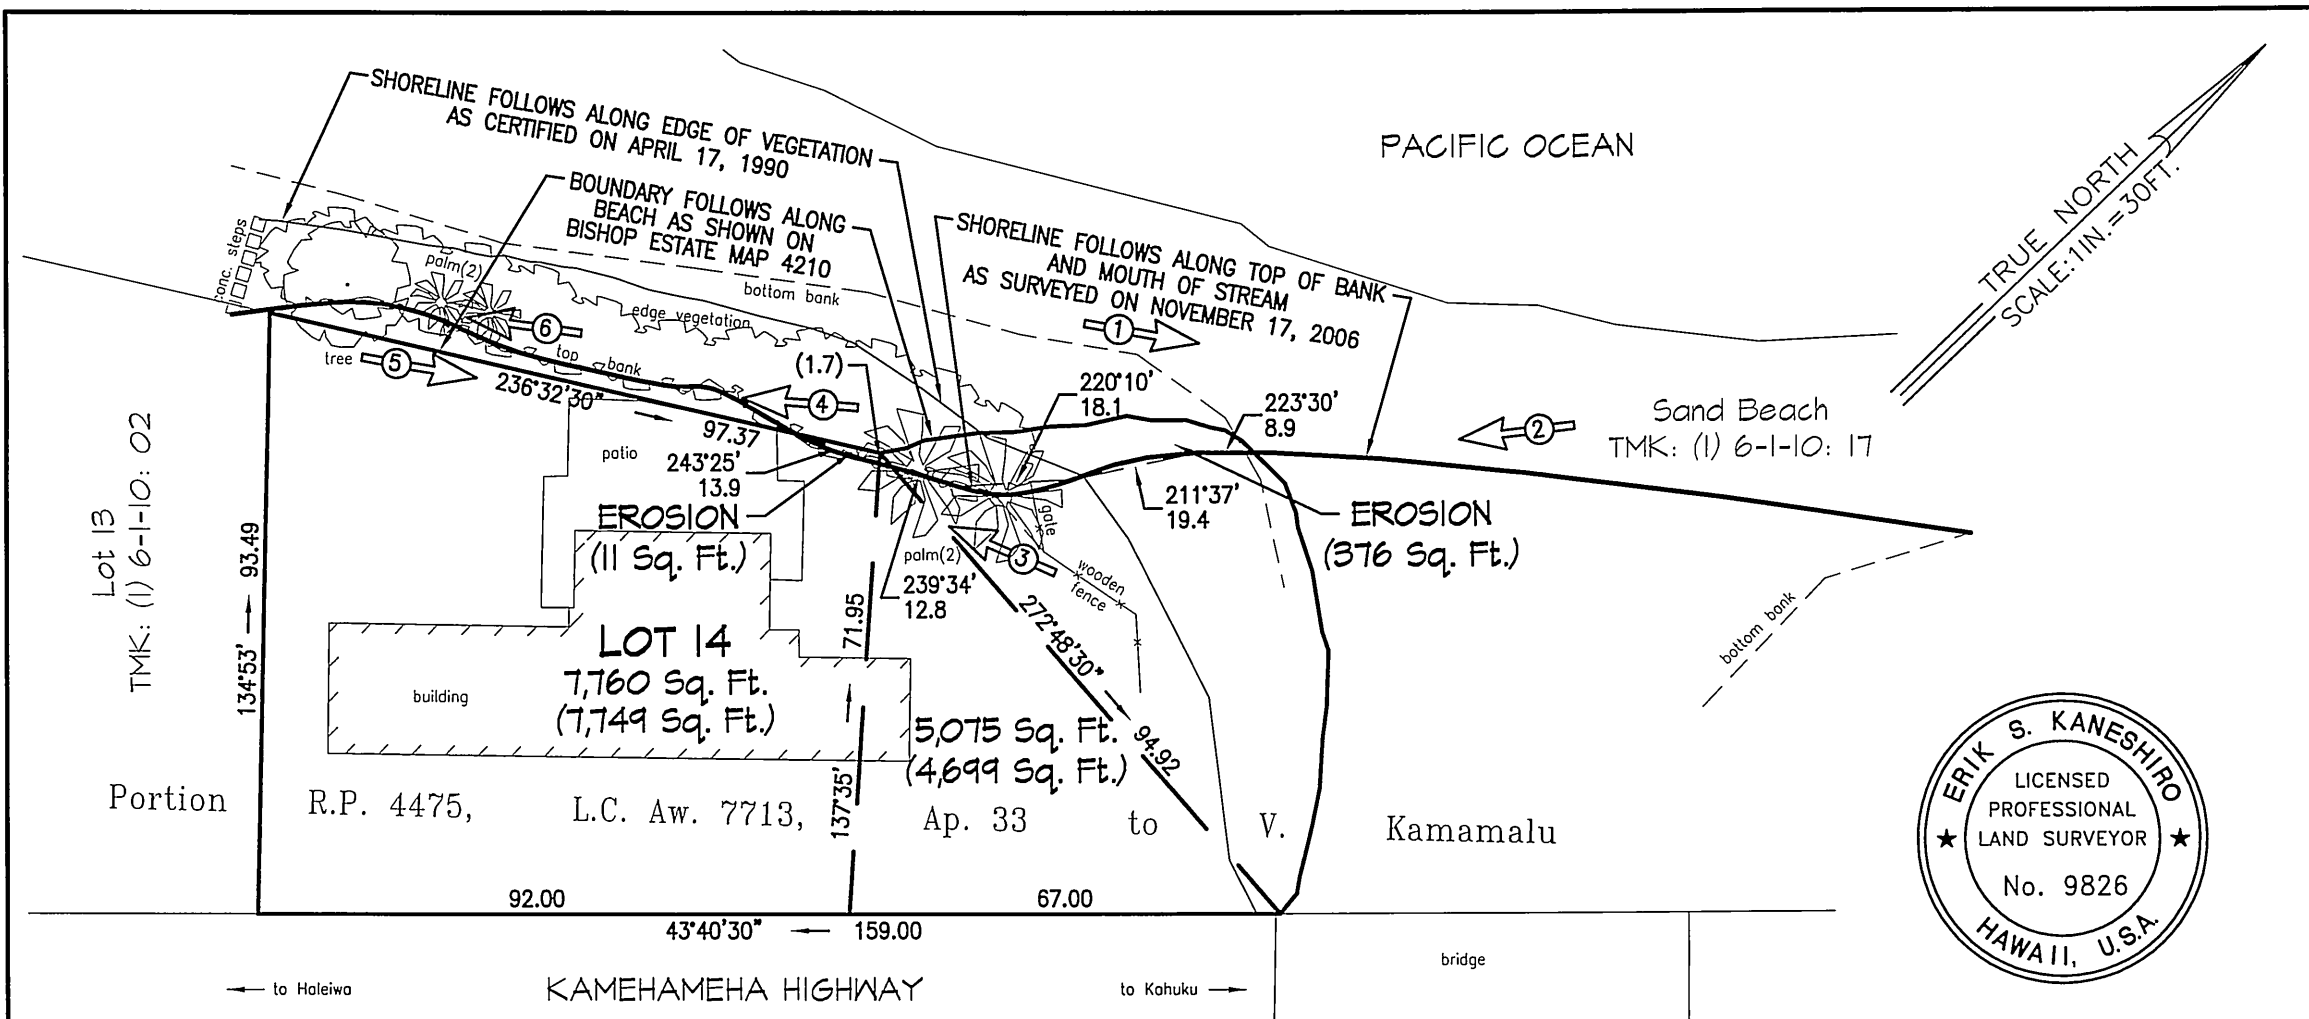 SHORELINE FOLLOWS ALONG EDGE OF VEGETATION
AS CERTIFIED ON APRIL 17, 1990
BOUNDARY FOLLOWS ALONG
BEACH AS SHOWN ON
BISHOP ESTATE MAP 4210
SHORELINE FOLLOWS ALONG TOP OF BANK
AND MOUTH OF STREAM
AS SURVEYED ON NOVEMBER 17, 2006
PACIFIC OCEAN
TRUE NORTH
SCALE: 1 IN. = 30 FT.
conc. steps
palm(2)
bottom bank
edge vegetation
tree
top bank
1
2
3
4
5
6
(1.7)
236°32'30"
97.37
220°10'
18.1
223°30'
8.9
Sand Beach
TMK: (1) 6-1-10: 17
patio
243°25'
13.9
211°37'
19.4
EROSION
(11 Sq. Ft.)
EROSION
(376 Sq. Ft.)
gate
palm(2)
239°34'
12.8
wooden
fence
272°48'30"
94.92
Lot 13
TMK: (1) 6-1-10: 02
134°53'
93.49
LOT 14
7,760 Sq. Ft.
(7,749 Sq. Ft.)
building
71.95
137°35'
5,075 Sq. Ft.
(4,699 Sq. Ft.)
bottom bank
Portion R.P. 4475, L.C. Aw. 7713, Ap. 33 to V. Kamamalu
92.00
67.00
43°40'30"
159.00
to Haleiwa
KAMEHAMEHA HIGHWAY
to Kahuku
bridge
ERIK S. KANESHIRO
LICENSED
PROFESSIONAL
LAND SURVEYOR
No. 9826
HAWAII, U.S.A.